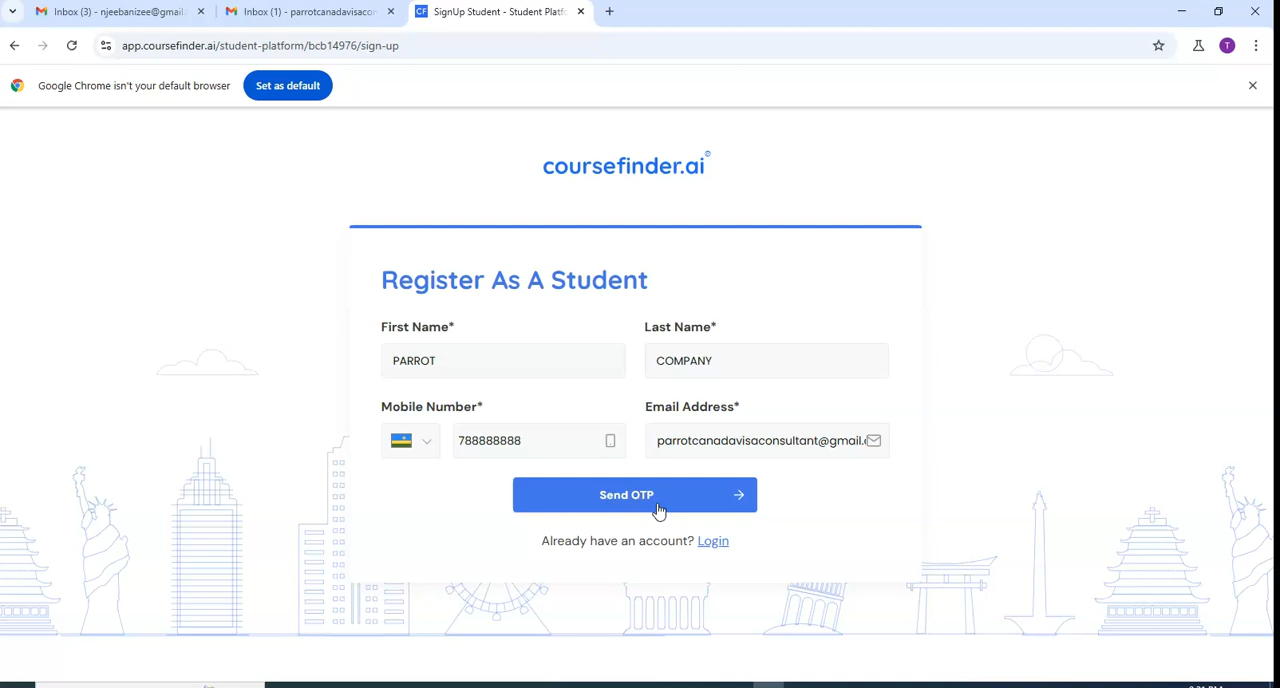 Inbox (3) - njeebanizee@gmail.
Inbox (1) - parrotcanadavisacon
CF SignUp Student - Student Platf
app.coursefinder.ai/student-platform/bcb14976/sign-up
T
Google Chrome isn't your default browser
Set as default
coursefinder.ai
Register As A Student
First Name*
Last Name*
PARROT
COMPANY
Mobile Number*
Email Address*
788888888
parrotcanadavisaconsultant@gmail.
Send OTP
Already have an account? Login